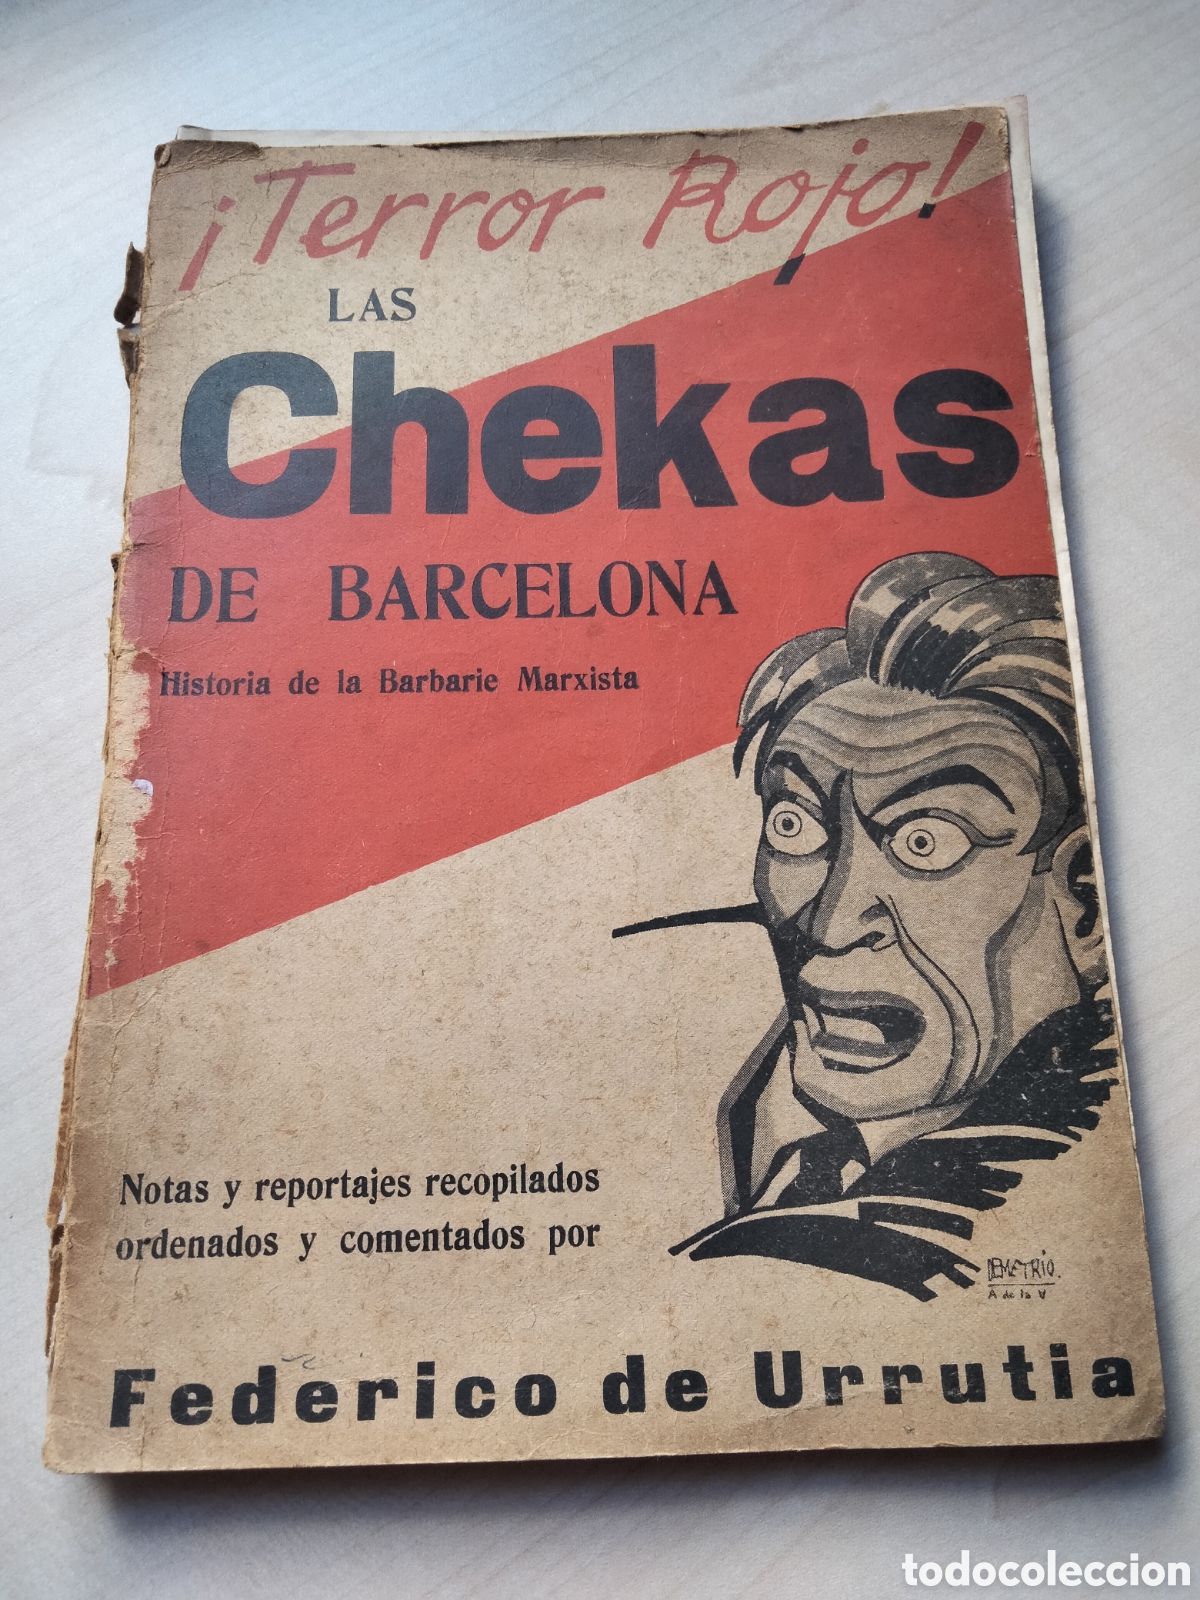 ¡Terror Rojo!
LAS
Chekas
DE BARCELONA
Historia de la Barbarie Marxista
Notas y reportajes recopilados
ordenados y comentados por
DEMETRIO.
A de la V
Federico de Urrutia
todocoleccion